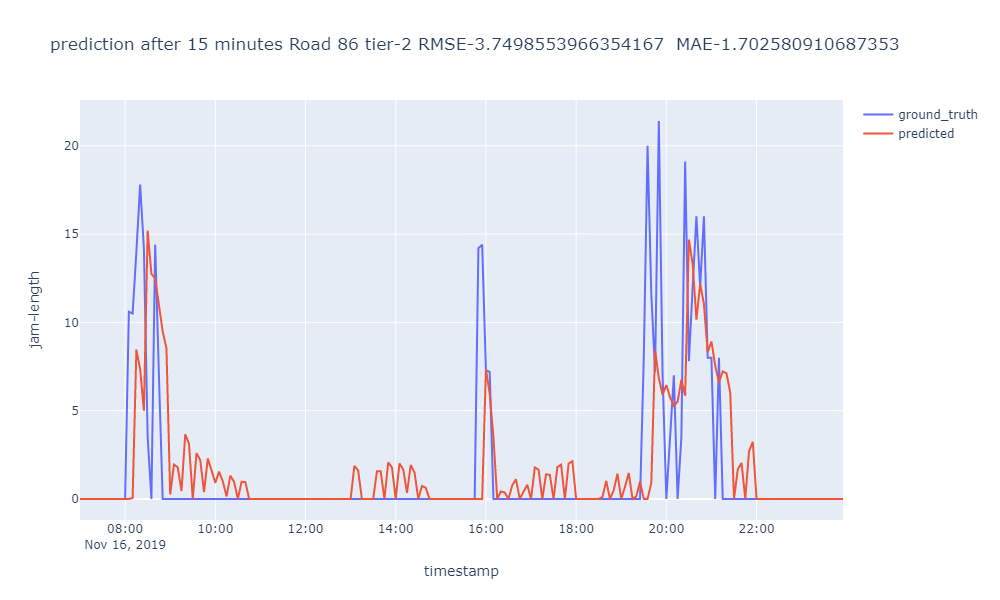 prediction after 15 minutes Road 86 tier-2 RMSE-3.7498553966354167  MAE-1.702580910687353
ground_truth
predicted
20
15
10
5
0
jam-length
08:00 10:00 12:00 14:00 16:00 18:00 20:00 22:00
Nov 16, 2019
timestamp